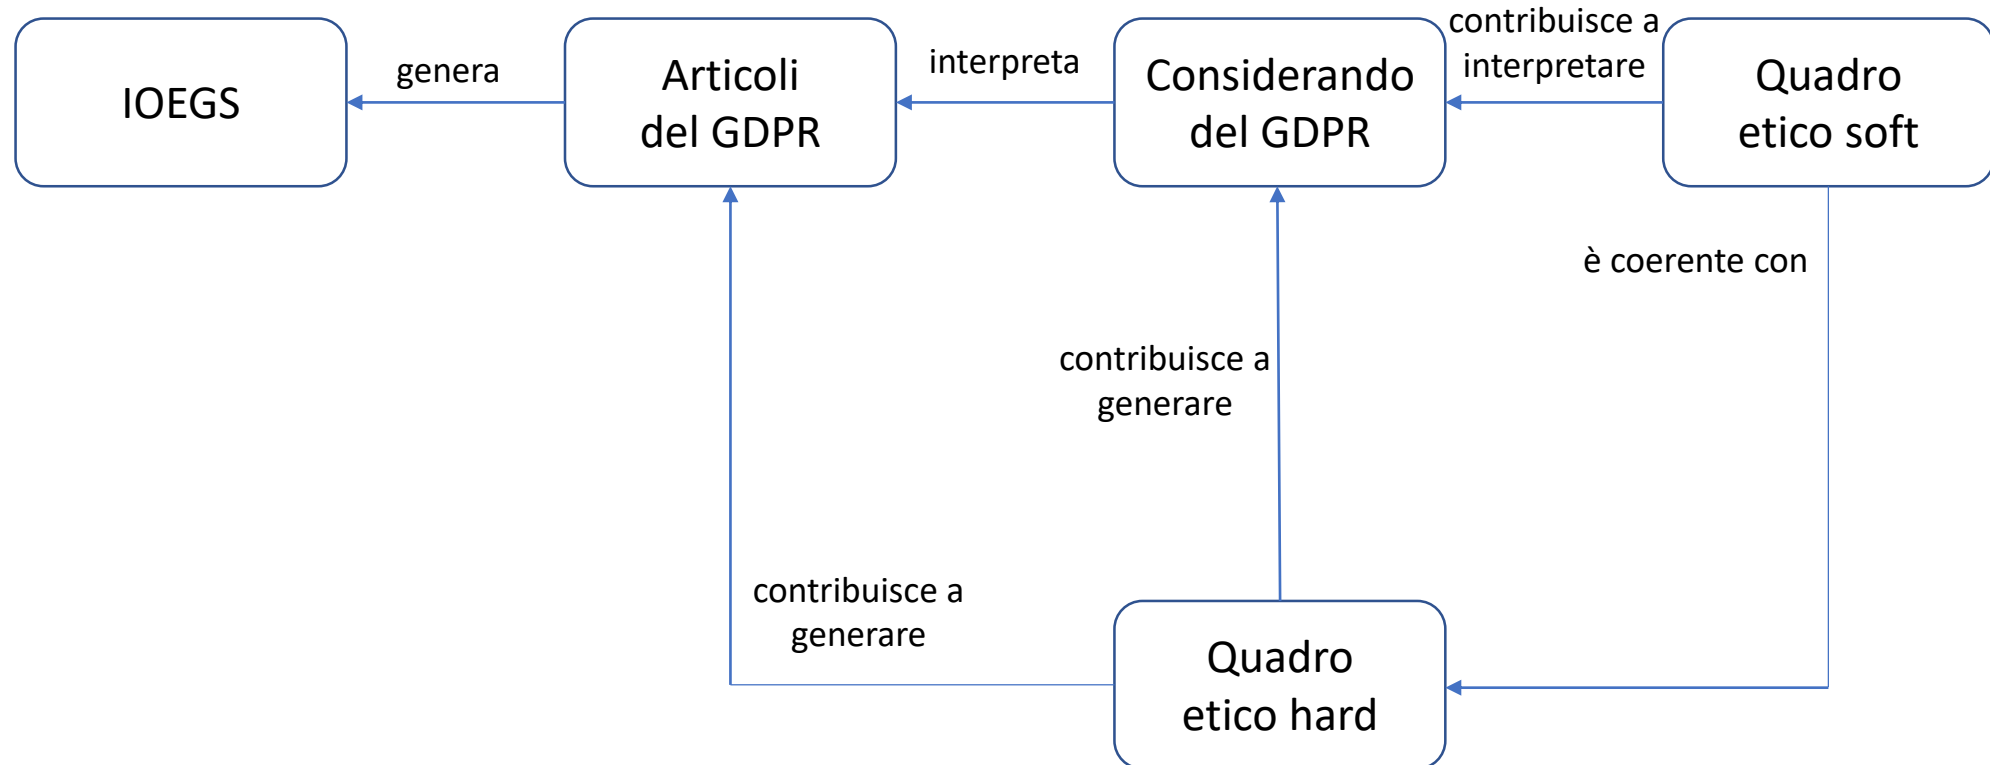 IOEGS
genera
Articoli
del GDPR
interpreta
Considerando
del GDPR
contribuisce a
interpretare
Quadro
etico soft
è coerente con
contribuisce a
generare
contribuisce a
generare
Quadro
etico hard